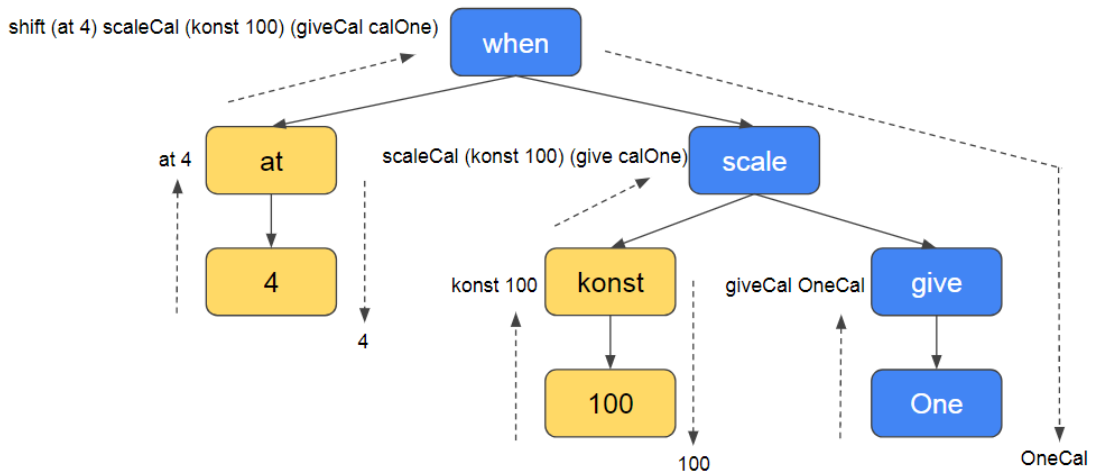 shift (at 4) scaleCal (konst 100) (giveCal calOne)
when
at 4
at
scaleCal (konst 100) (give calOne)
scale
4
konst 100
konst
giveCal OneCal
give
4
100
One
100
OneCal